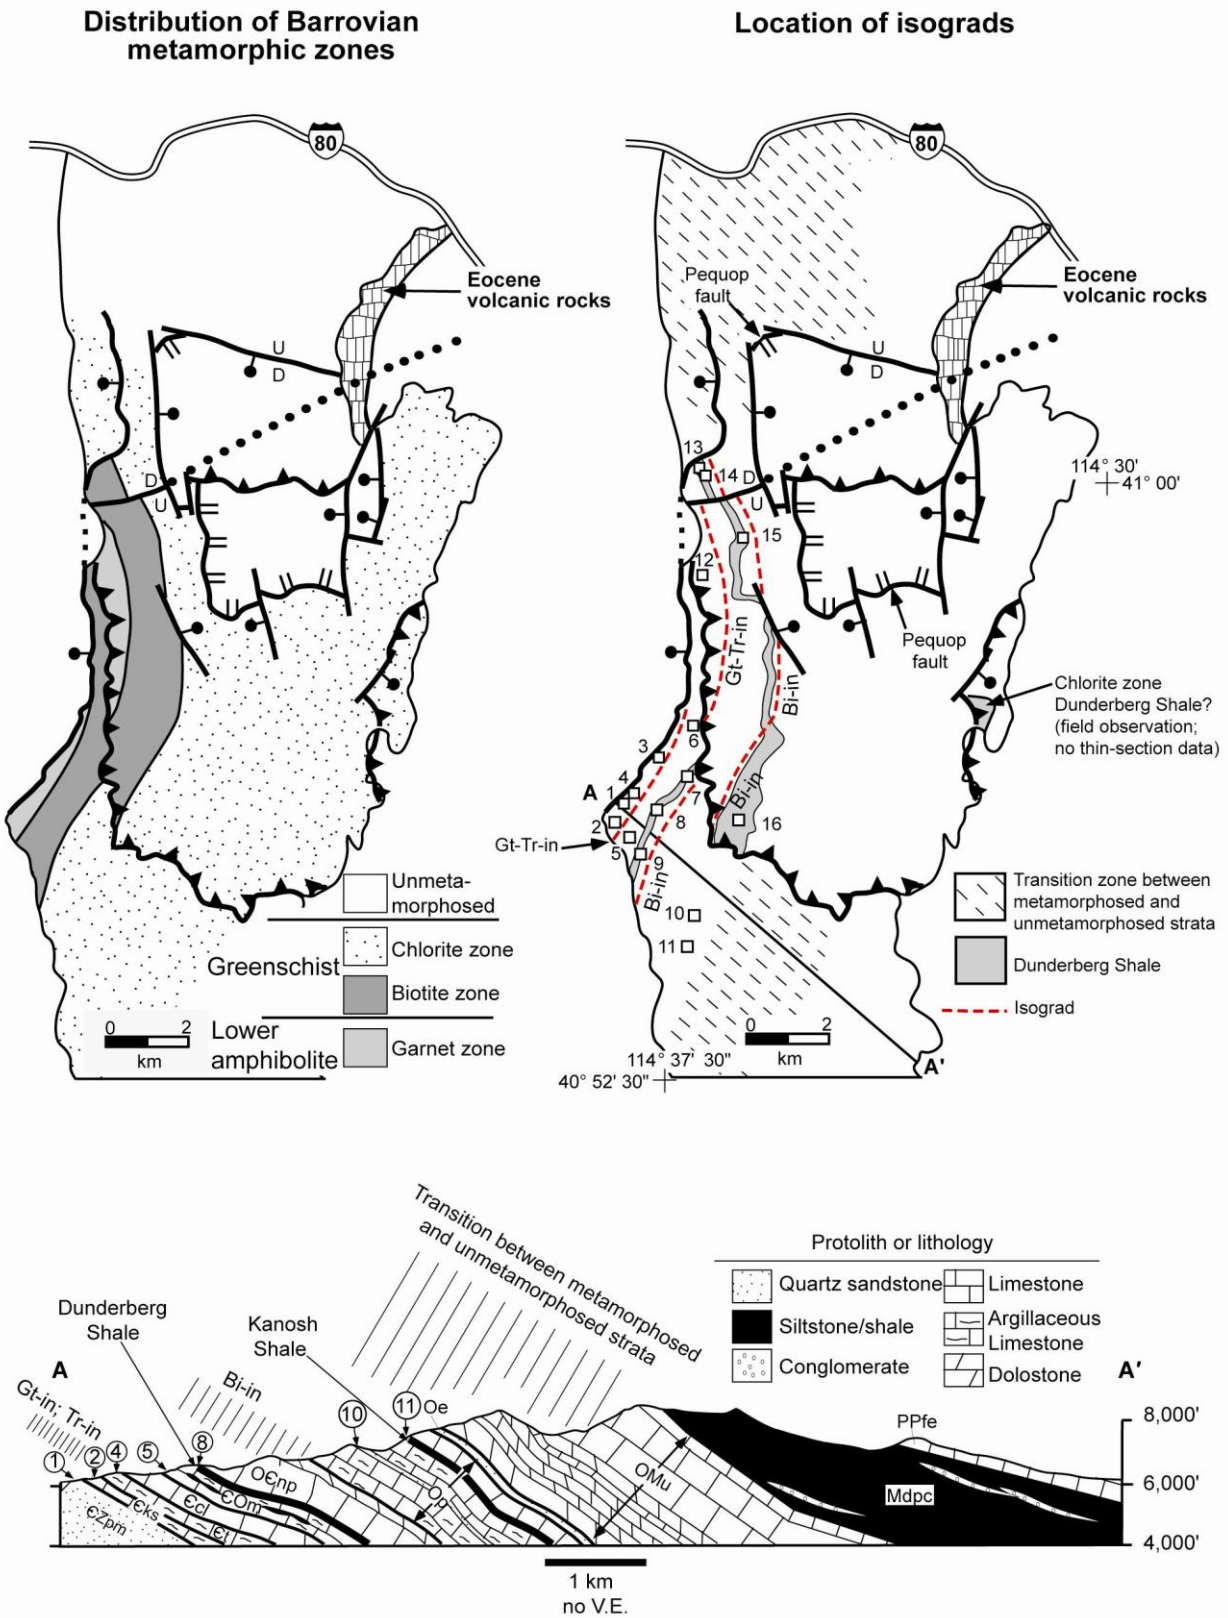 Distribution of Barrovian
metamorphic zones
80
Eocene
volcanic rocks
U
D
D
U
Unmeta-
morphosed
Chlorite zone
Greenschist
Biotite zone
Lower
amphibolite
Garnet zone
0 2
km
Location of isograds
80
Pequop
fault
Eocene
volcanic rocks
U
D
13
14
D
U
114° 30'
41° 00'
15
12
Gt-Tr-in
Pequop
fault
Bi-in
Chlorite zone
Dunderberg Shale?
(field observation;
no thin-section data)
6
3
4
A
1
7
Bi-in
2
8
16
Gt-Tr-in
5
9
Bi-in
10
11
Transition zone between
metamorphosed and
unmetamorphosed strata
Dunderberg Shale
Isograd
0 2
km
114° 37' 30"
40° 52' 30"
A'
Transition between metamorphosed
and unmetamorphosed strata
Protolith or lithology
Quartz sandstone
Siltstone/shale
Conglomerate
Limestone
Argillaceous
Limestone
Dolostone
Dunderberg
Shale
Kanosh
Shale
A
Gt-in; Tr-in
Bi-in
1
2
4
5
8
10
11
Oe
A′
8,000'
6,000'
4,000'
PPfe
OMu
Mdpc
Op
OЄnp
ЄOm
Єcl
Єt
Єks
ЄZpm
1 km
no V.E.